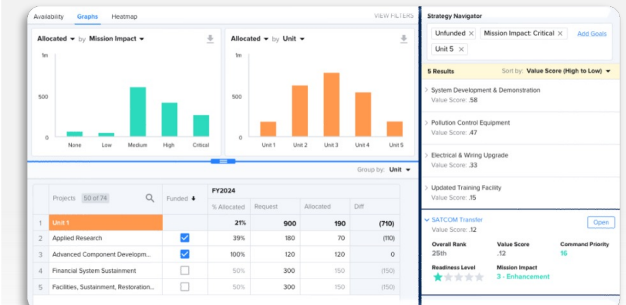 Availability Graphs Heatmap VIEW FILTERS
Allocated by Mission Impact
1m
500
0
None Low Medium High Critical
Allocated by Unit
1m
500
0
Unit 1 Unit 2 Unit 3 Unit 4 Unit 5
Group by: Unit
Projects 50 of 74 Funded FY2024
% Allocated Request Allocated Diff
1 Unit 1 21% 900 190 (710)
2 Applied Research 39% 180 70 (110)
3 Advanced Component Developm... 100% 120 120 0
4 Financial System Sustainment 50% 300 150 (150)
5 Facilities, Sustainment, Restoration... 50% 300 150 (150)
Strategy Navigator
Unfunded × Mission Impact: Critical × Add Goals
Unit 5 ×
5 Results Sort by: Value Score (High to Low)
System Development & Demonstration
Value Score: .58
Pollution Control Equipment
Value Score: .47
Electrical & Wiring Upgrade
Value Score: .33
Updated Training Facility
Value Score: .15
SATCOM Transfer Open
Value Score: .12
Overall Rank Value Score Command Priority
25th .12 16
Readiness Level Mission Impact
3 - Enhancement